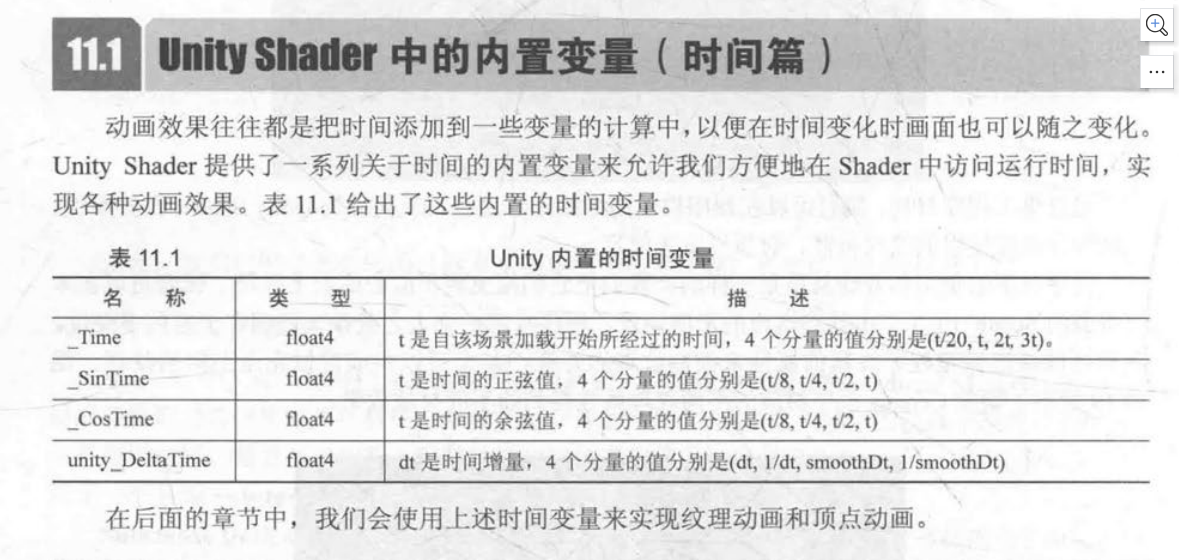 11.1 Unity Shader 中的内置变量（时间篇）
动画效果往往都是把时间添加到一些变量的计算中，以便在时间变化时画面也可以随之变化。
Unity Shader 提供了一系列关于时间的内置变量来允许我们方便地在 Shader 中访问运行时间，实
现各种动画效果。表 11.1 给出了这些内置的时间变量。
表 11.1 Unity 内置的时间变量
名 称 类 型 描 述
_Time float4 t 是自该场景加载开始所经过的时间，4 个分量的值分别是(t/20, t, 2t, 3t)。
_SinTime float4 t 是时间的正弦值，4 个分量的值分别是(t/8, t/4, t/2, t)
_CosTime float4 t 是时间的余弦值，4 个分量的值分别是(t/8, t/4, t/2, t)
unity_DeltaTime float4 dt 是时间增量，4 个分量的值分别是(dt, 1/dt, smoothDt, 1/smoothDt)
在后面的章节中，我们会使用上述时间变量来实现纹理动画和顶点动画。